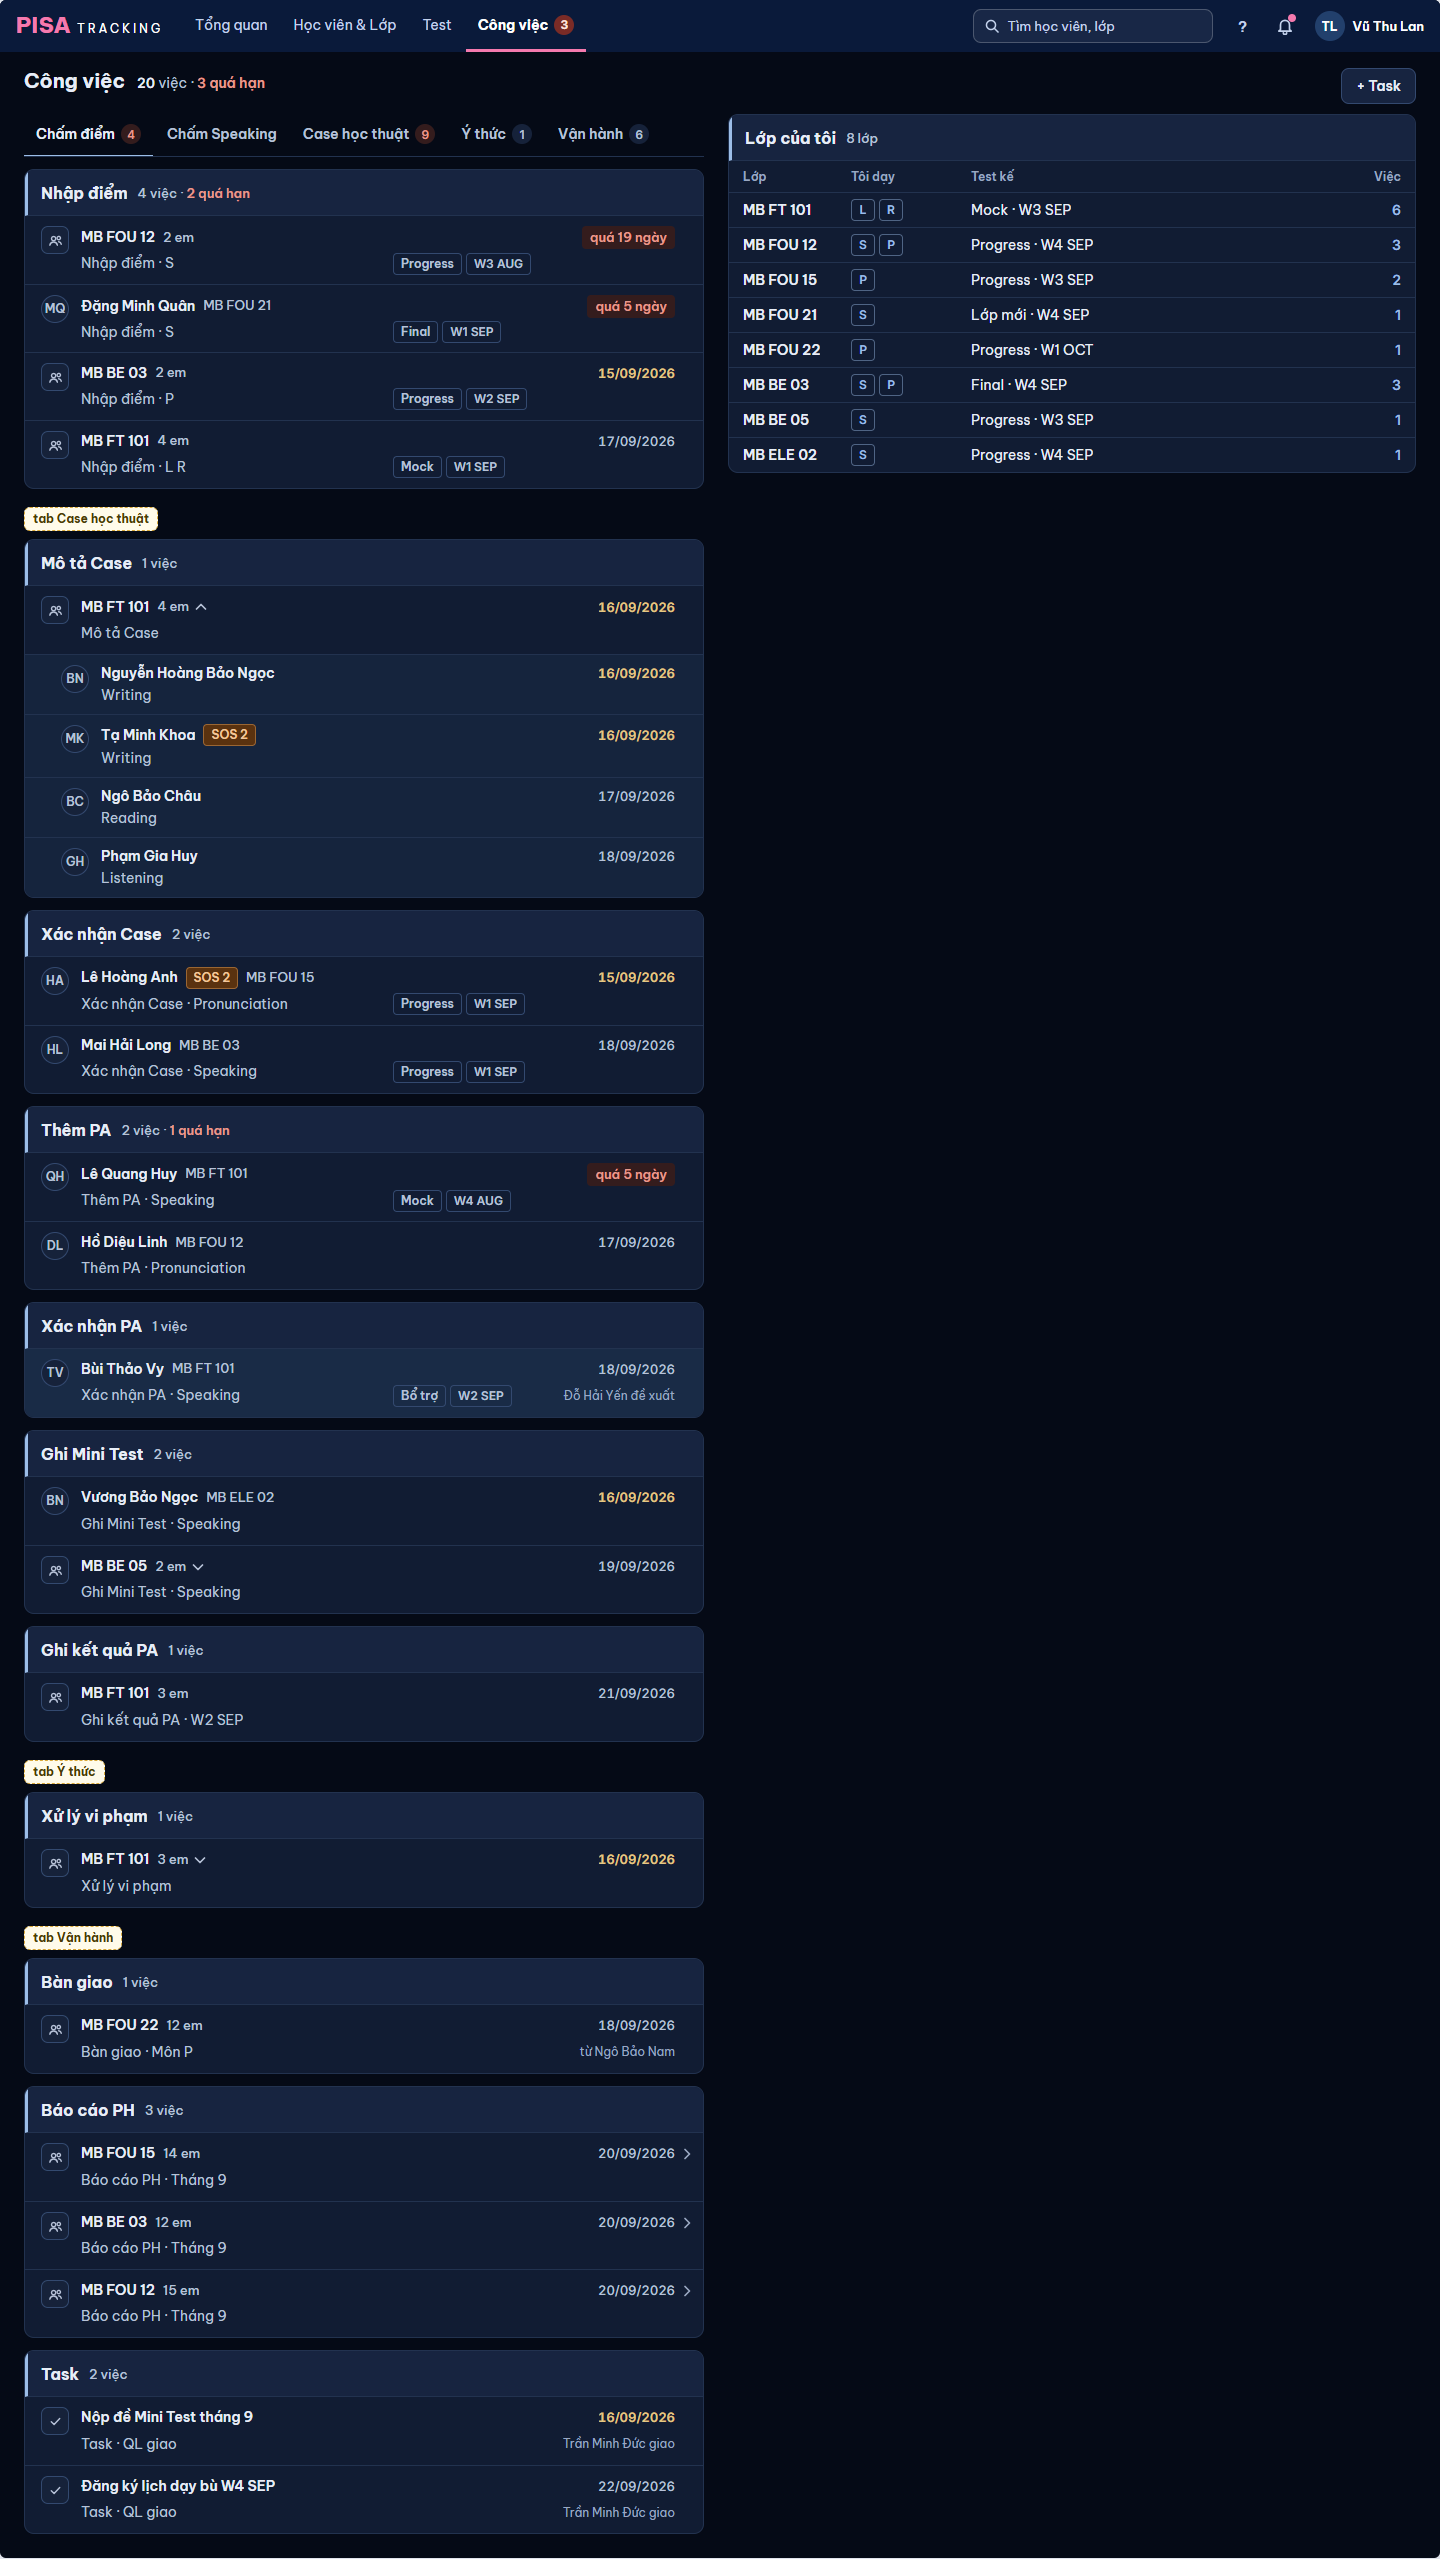 PISA TRACKING Tổng quan Học viên & Lớp Test Công việc 3 Tìm học viên, lớp ? TL Vũ Thu Lan
Công việc 20 việc · 3 quá hạn + Task
Chấm điểm 4 Chấm Speaking Case học thuật 9 Ý thức 1 Vận hành 6
Nhập điểm 4 việc · 2 quá hạn
MB FOU 12 2 em quá 19 ngày
Nhập điểm · S Progress W3 AUG
MQ Đặng Minh Quân MB FOU 21 quá 5 ngày
Nhập điểm · S Final W1 SEP
MB BE 03 2 em 15/09/2026
Nhập điểm · P Progress W2 SEP
MB FT 101 4 em 17/09/2026
Nhập điểm · L R Mock W1 SEP
Lớp của tôi 8 lớp
Lớp Tôi dạy Test kế Việc
MB FT 101 L R Mock · W3 SEP 6
MB FOU 12 S P Progress · W4 SEP 3
MB FOU 15 P Progress · W3 SEP 2
MB FOU 21 S Lớp mới · W4 SEP 1
MB FOU 22 P Progress · W1 OCT 1
MB BE 03 S P Final · W4 SEP 3
MB BE 05 S Progress · W3 SEP 1
MB ELE 02 S Progress · W4 SEP 1
tab Case học thuật
Mô tả Case 1 việc
MB FT 101 4 em 16/09/2026
Mô tả Case
BN Nguyễn Hoàng Bảo Ngọc 16/09/2026
Writing
MK Tạ Minh Khoa SOS 2 16/09/2026
Writing
BC Ngô Bảo Châu 17/09/2026
Reading
GH Phạm Gia Huy 18/09/2026
Listening
Xác nhận Case 2 việc
HA Lê Hoàng Anh SOS 2 MB FOU 15 15/09/2026
Xác nhận Case · Pronunciation Progress W1 SEP
HL Mai Hải Long MB BE 03 18/09/2026
Xác nhận Case · Speaking Progress W1 SEP
Thêm PA 2 việc · 1 quá hạn
QH Lê Quang Huy MB FT 101 quá 5 ngày
Thêm PA · Speaking Mock W4 AUG
DL Hồ Diệu Linh MB FOU 12 17/09/2026
Thêm PA · Pronunciation
Xác nhận PA 1 việc
TV Bùi Thảo Vy MB FT 101 18/09/2026
Xác nhận PA · Speaking Bổ trợ W2 SEP Đỗ Hải Yến đề xuất
Ghi Mini Test 2 việc
BN Vương Bảo Ngọc MB ELE 02 16/09/2026
Ghi Mini Test · Speaking
MB BE 05 2 em 19/09/2026
Ghi Mini Test · Speaking
Ghi kết quả PA 1 việc
MB FT 101 3 em 21/09/2026
Ghi kết quả PA · W2 SEP
tab Ý thức
Xử lý vi phạm 1 việc
MB FT 101 3 em 16/09/2026
Xử lý vi phạm
tab Vận hành
Bàn giao 1 việc
MB FOU 22 12 em 18/09/2026
Bàn giao · Môn P từ Ngô Bảo Nam
Báo cáo PH 3 việc
MB FOU 15 14 em 20/09/2026
Báo cáo PH · Tháng 9
MB BE 03 12 em 20/09/2026
Báo cáo PH · Tháng 9
MB FOU 12 15 em 20/09/2026
Báo cáo PH · Tháng 9
Task 2 việc
Nộp đề Mini Test tháng 9 16/09/2026
Task · QL giao Trần Minh Đức giao
Đăng ký lịch dạy bù W4 SEP 22/09/2026
Task · QL giao Trần Minh Đức giao